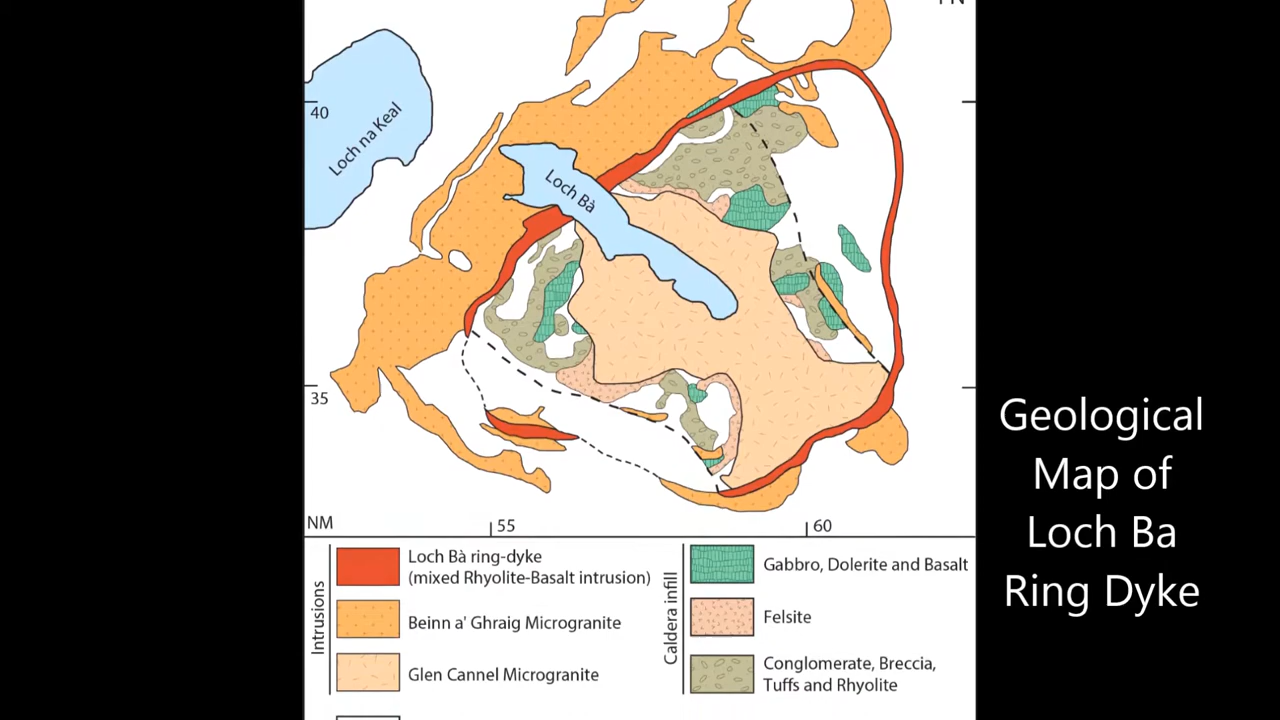 40
Loch na Keal
Loch Bà
35
NM
55
60
Intrusions
Loch Bà ring-dyke
(mixed Rhyolite-Basalt intrusion)
Beinn a' Ghraig Microgranite
Glen Cannel Microgranite
Caldera infill
Gabbro, Dolerite and Basalt
Felsite
Conglomerate, Breccia,
Tuffs and Rhyolite
Geological
Map of
Loch Ba
Ring Dyke